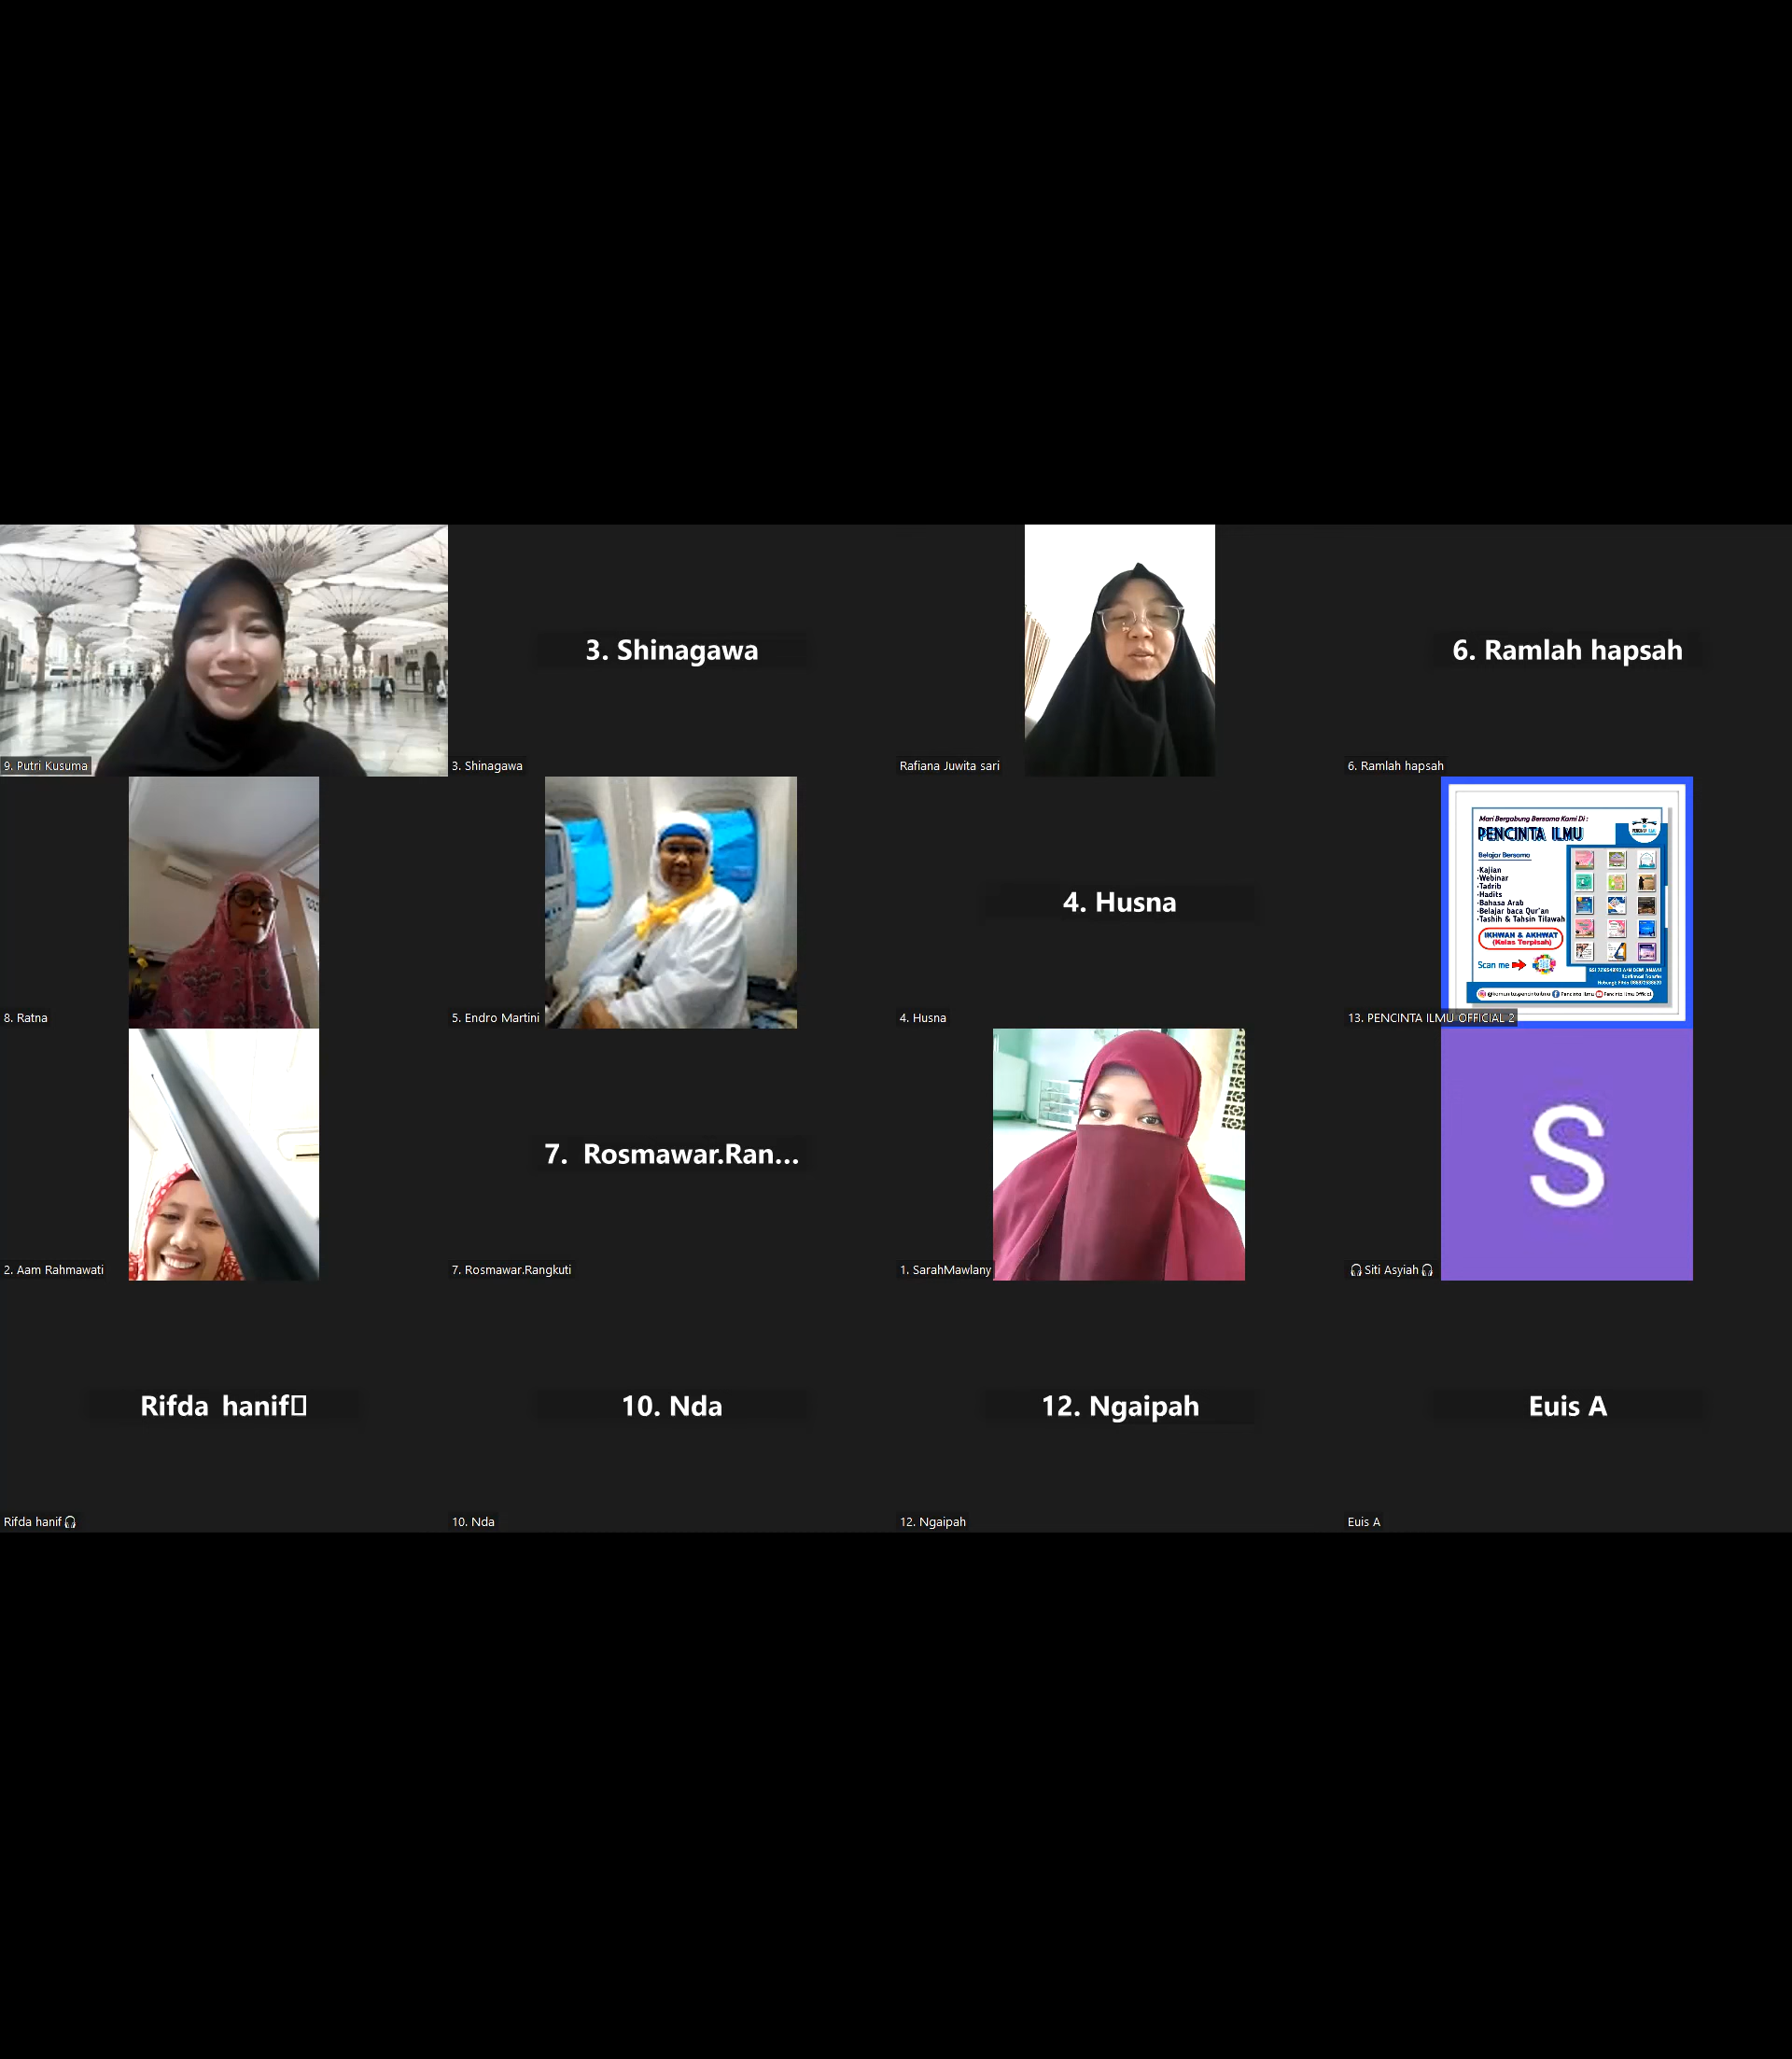 9. Putri Kusuma
3. Shinagawa
3. Shinagawa
Rafiana Juwita sari
6. Ramlah hapsah
6. Ramlah hapsah
8. Ratna
5. Endro Martini
4. Husna
4. Husna
Mari Bergabung Bersama Kami Di :
PENCINTA ILMU
Belajar Bersama
-Kajian
-Webinar
-Tadrib
-Hadits
-Bahasa Arab
-Belajar baca Qur'an
-Tashih & Tahsin Tilawah
IKHWAN & AKHWAT
(Kelas Terpisah)
Scan me
13. PENCINTA ILMU OFFICIAL 2
2. Aam Rahmawati
7. Rosmawar.Ran...
7. Rosmawar.Rangkuti
1. SarahMawlany
S
🎧Siti Asyiah🎧
Rifda hanif
Rifda hanif🎧
10. Nda
10. Nda
12. Ngaipah
12. Ngaipah
Euis A
Euis A